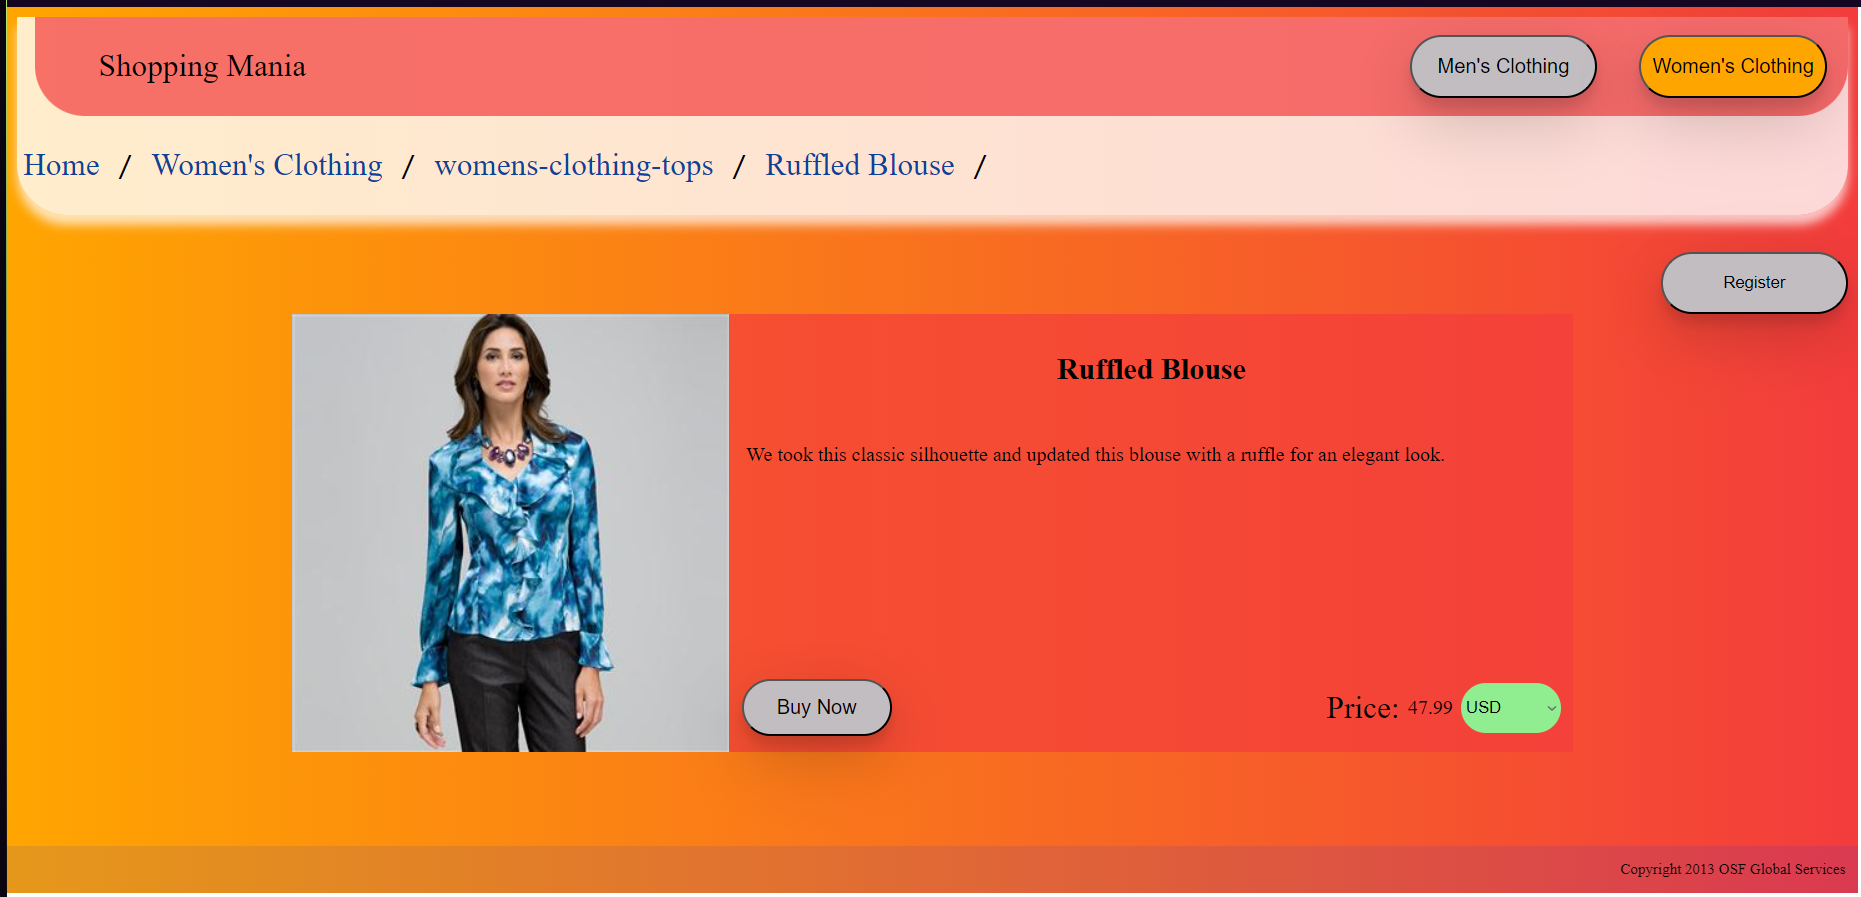 Shopping Mania
Men's Clothing
Women's Clothing
Home / Women's Clothing / womens-clothing-tops / Ruffled Blouse /
Register
Ruffled Blouse
We took this classic silhouette and updated this blouse with a ruffle for an elegant look.
Buy Now
Price: 47.99 USD
Copyright 2013 OSF Global Services